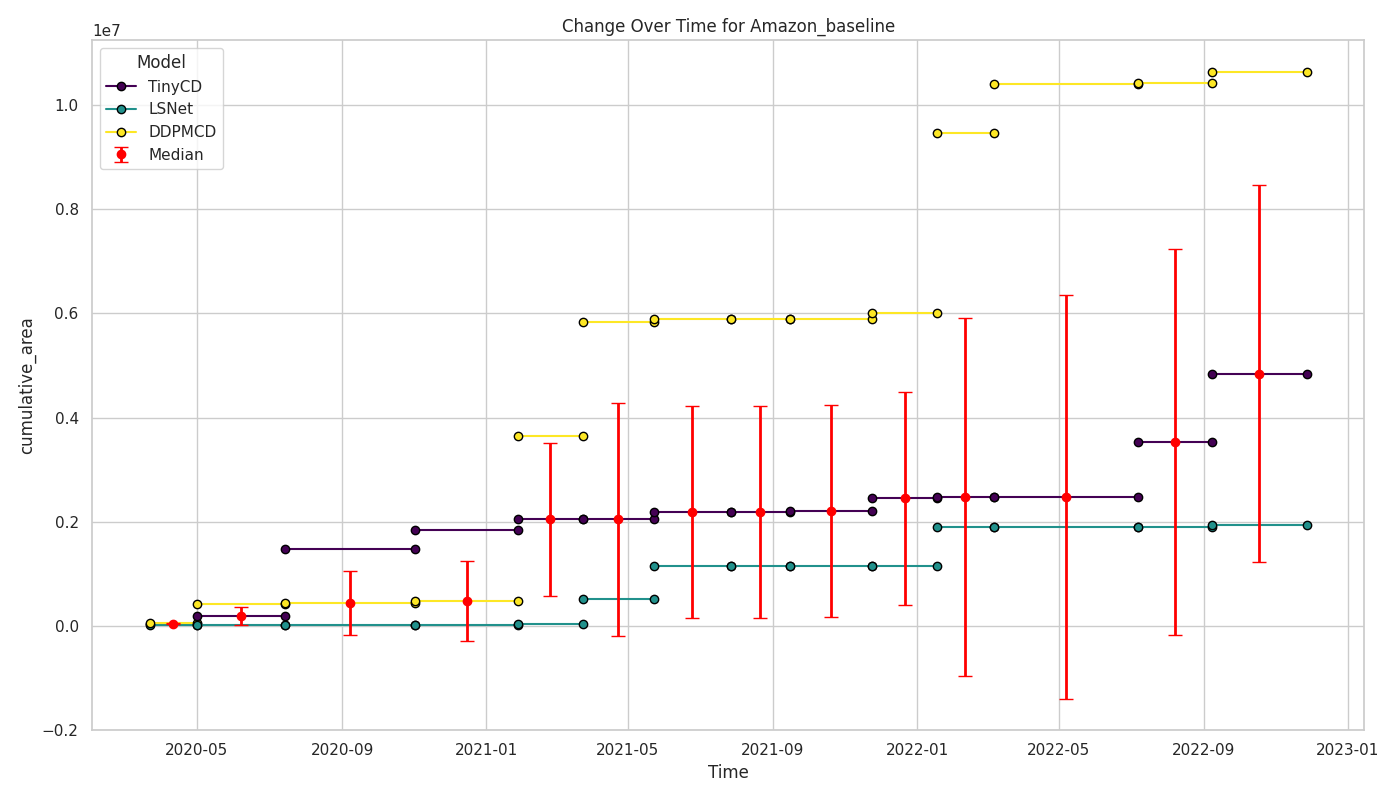 Change Over Time for Amazon_baseline
1e7
Model
TinyCD
LSNet
DDPMCD
Median
1.0
0.8
0.6
0.4
0.2
0.0
−0.2
cumulative_area
2020-05
2020-09
2021-01
2021-05
2021-09
2022-01
2022-05
2022-09
2023-01
Time